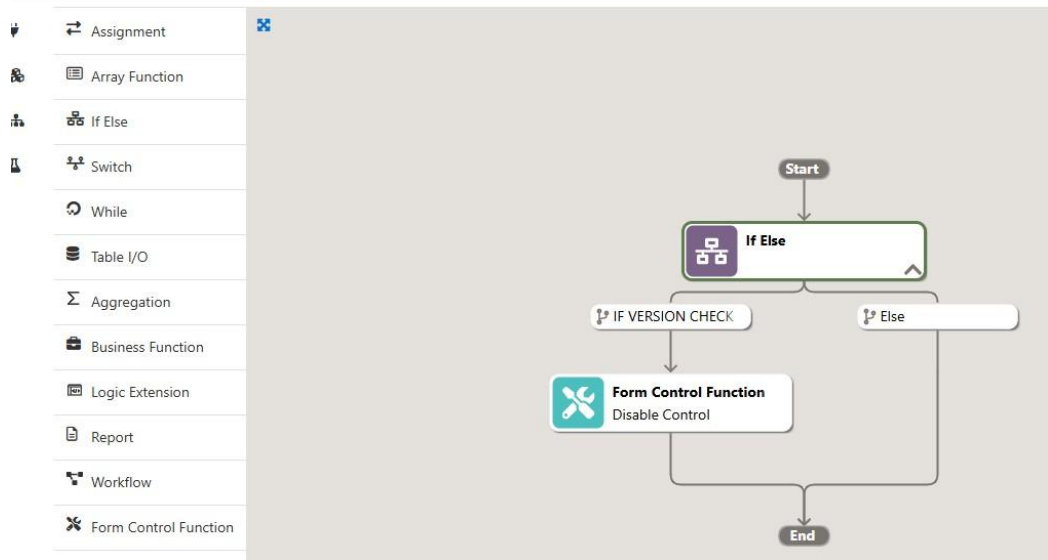 Assignment
Array Function
If Else
Switch
While
Table I/O
Aggregation
Business Function
Logic Extension
Report
Workflow
Form Control Function
Start
If Else
IF VERSION CHECK
Else
Form Control Function
Disable Control
End